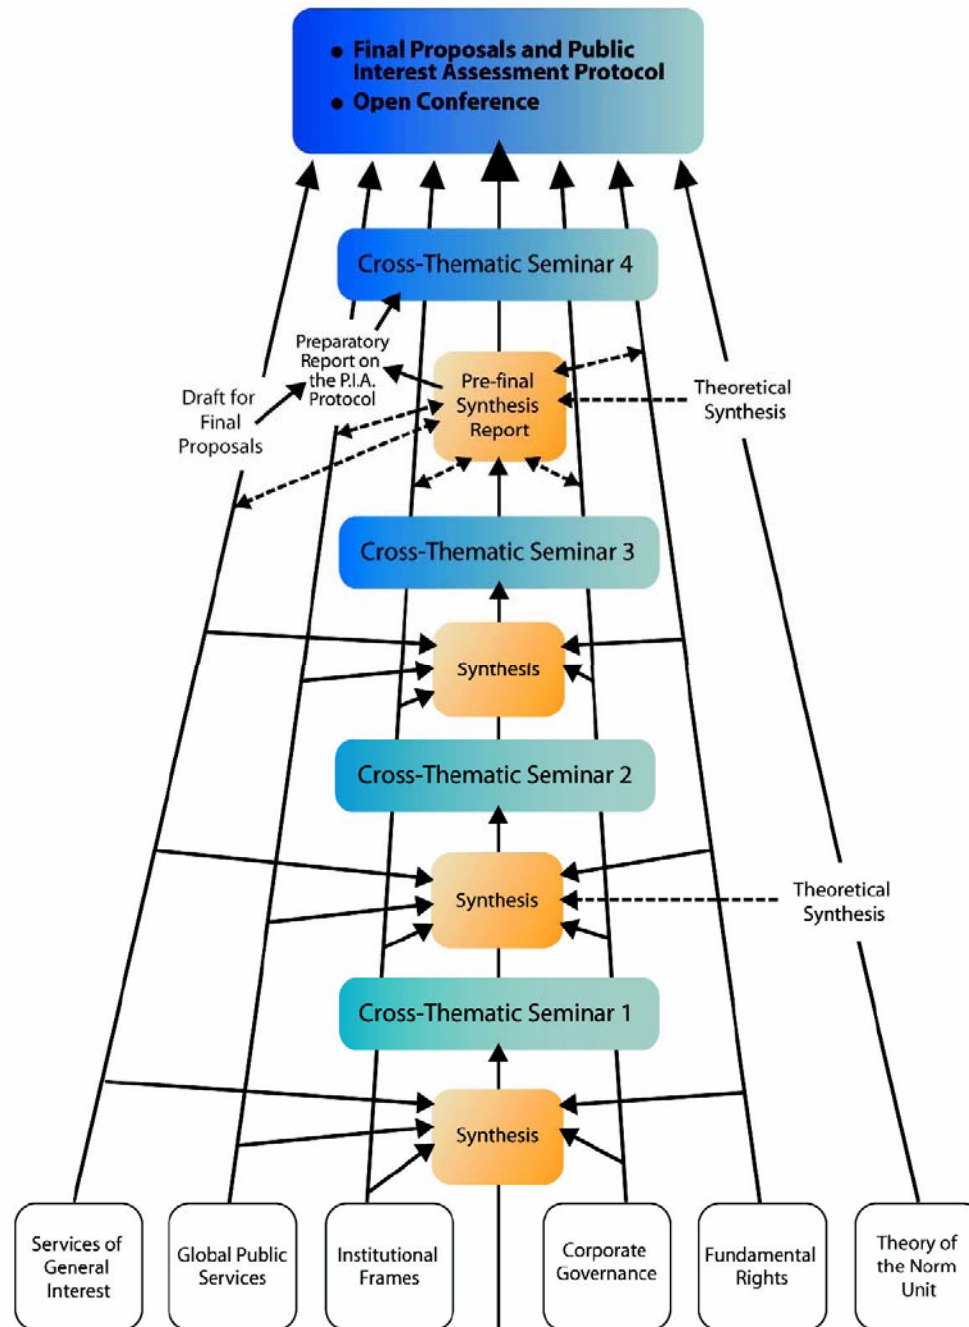 ● Final Proposals and Public
Interest Assessment Protocol
● Open Conference
Cross-Thematic Seminar 4
Preparatory
Report on
the P.I.A.
Protocol
Draft for
Final
Proposals
Pre-final
Synthesis
Report
Theoretical
Synthesis
Cross-Thematic Seminar 3
Synthesis
Cross-Thematic Seminar 2
Synthesis
Theoretical
Synthesis
Cross-Thematic Seminar 1
Synthesis
Services of
General
Interest
Global Public
Services
Institutional
Frames
Corporate
Governance
Fundamental
Rights
Theory of
the Norm
Unit